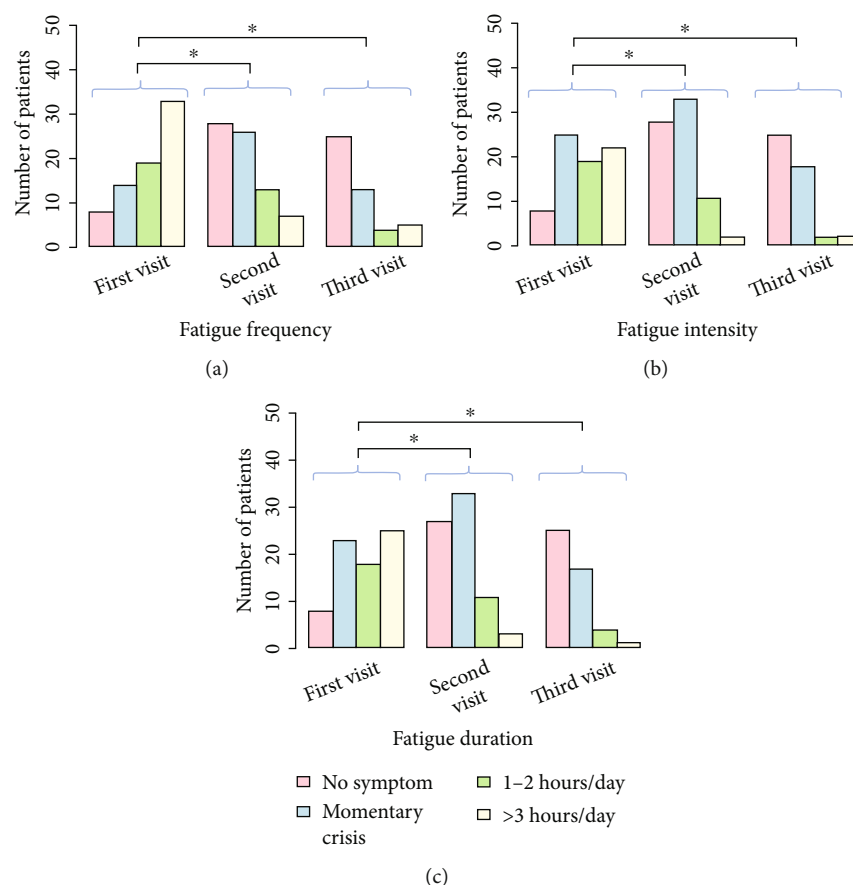 50
40
30
20
10
0
Number of patients
*
*
First visit
Second
visit
Third visit
Fatigue frequency
(a)
50
40
30
20
10
0
Number of patients
*
*
First visit
Second
visit
Third visit
Fatigue intensity
(b)
50
40
30
20
10
0
Number of patients
*
*
First visit
Second
visit
Third visit
Fatigue duration
No symptom
Momentary
crisis
1–2 hours/day
>3 hours/day
(c)